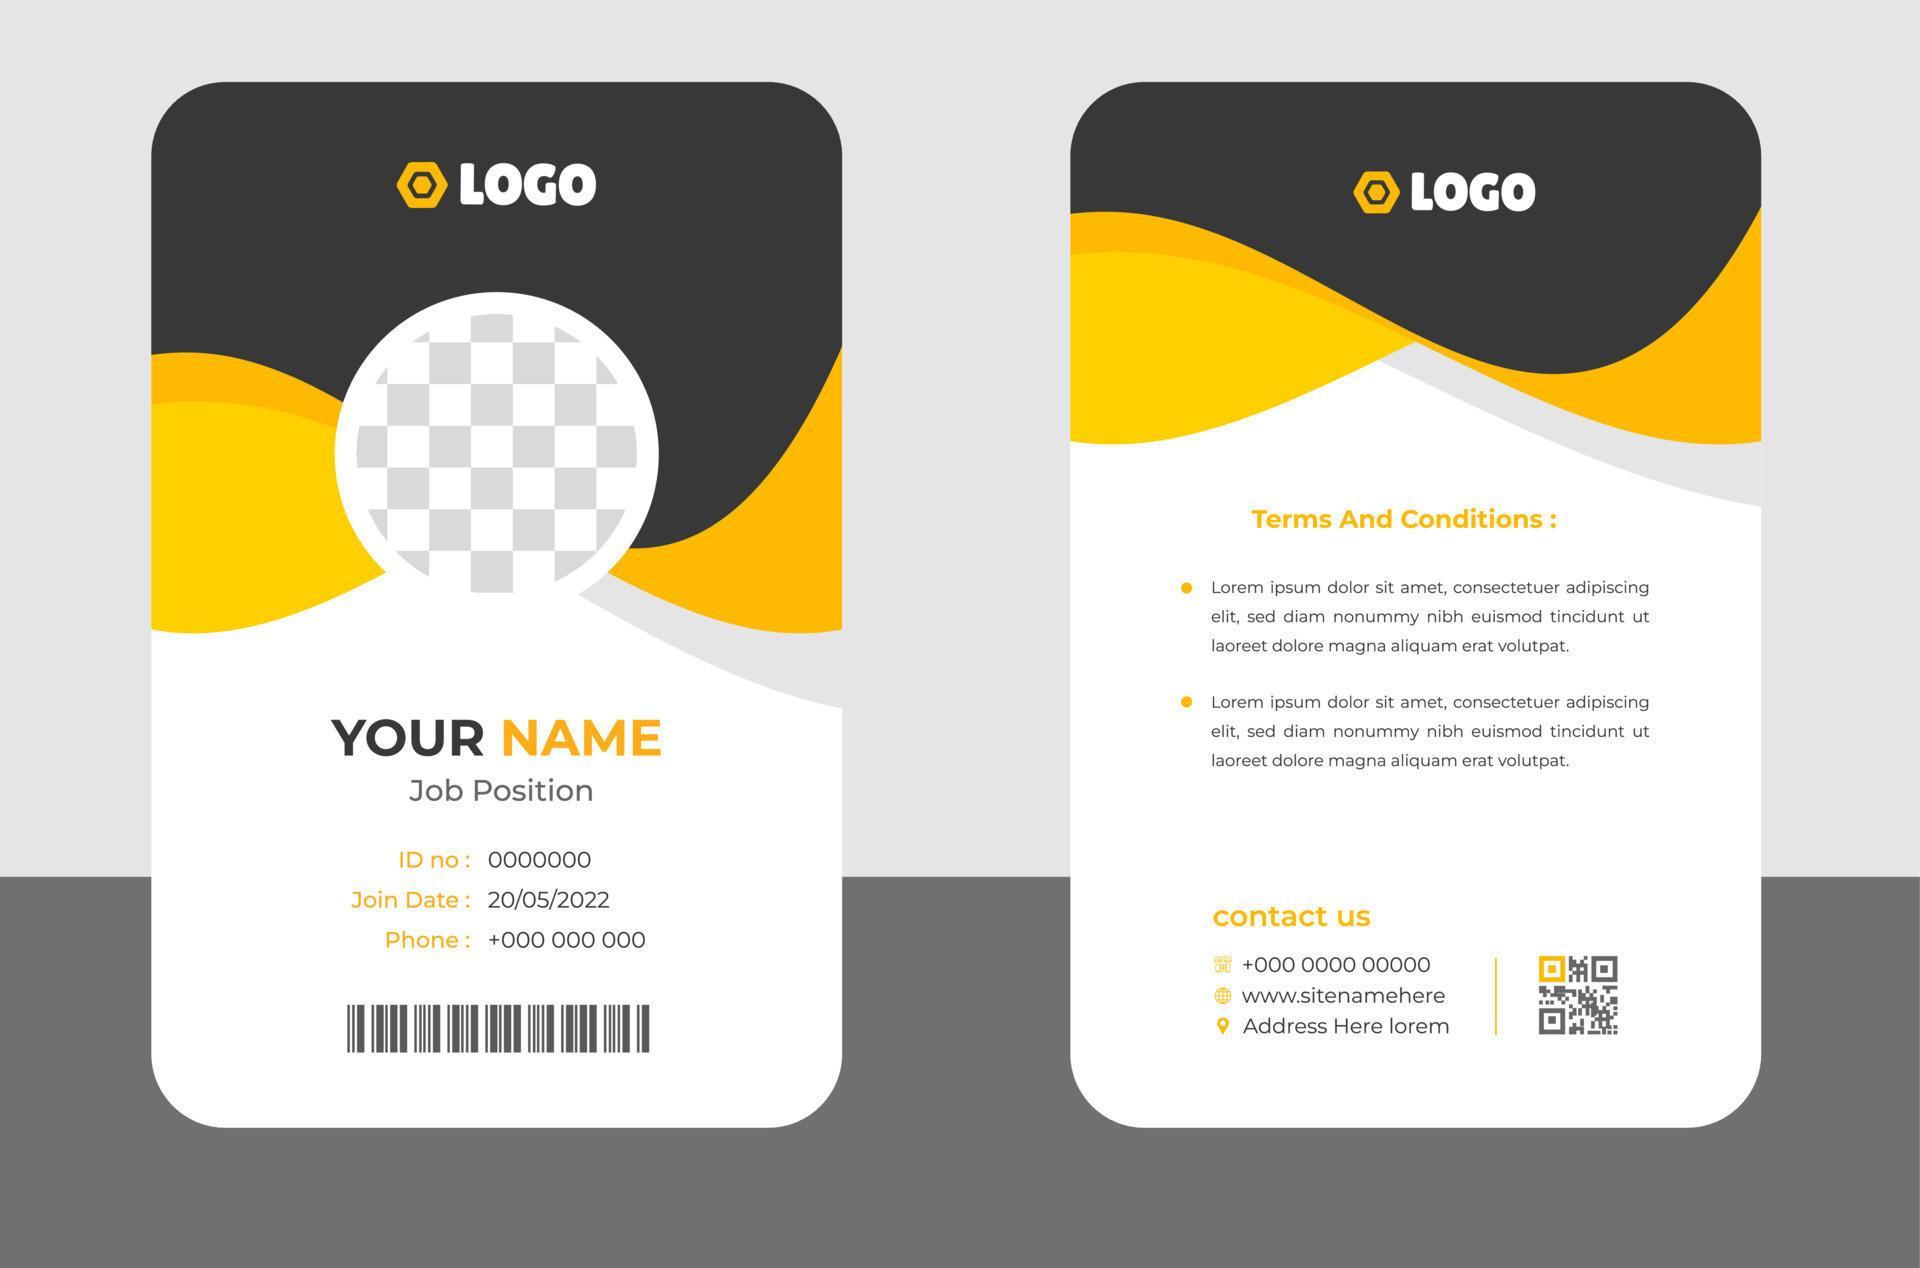 LOGO
YOUR NAME
Job Position
ID no : 0000000
Join Date : 20/05/2022
Phone : +000 000 000
LOGO
Terms And Conditions :
Lorem ipsum dolor sit amet, consectetuer adipiscing
elit, sed diam nonummy nibh euismod tincidunt ut
laoreet dolore magna aliquam erat volutpat.
Lorem ipsum dolor sit amet, consectetuer adipiscing
elit, sed diam nonummy nibh euismod tincidunt ut
laoreet dolore magna aliquam erat volutpat.
contact us
+000 0000 00000
www.sitenamehere
Address Here lorem